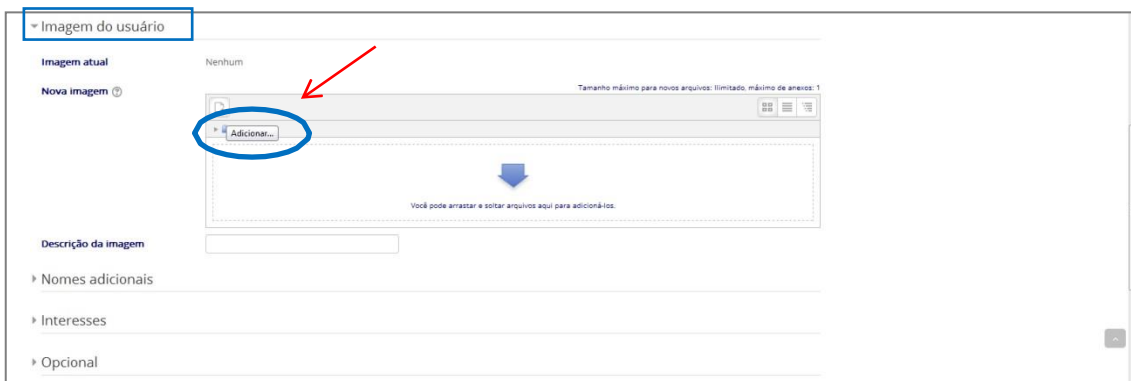 Imagem do usuário
Imagem atual
Nenhum
Nova imagem
Tamanho máximo para novos arquivos: Ilimitado, máximo de anexos: 1
Adicionar...
Você pode arrastar e soltar arquivos aqui para adicioná-los.
Descrição da imagem
Nomes adicionais
Interesses
Opcional